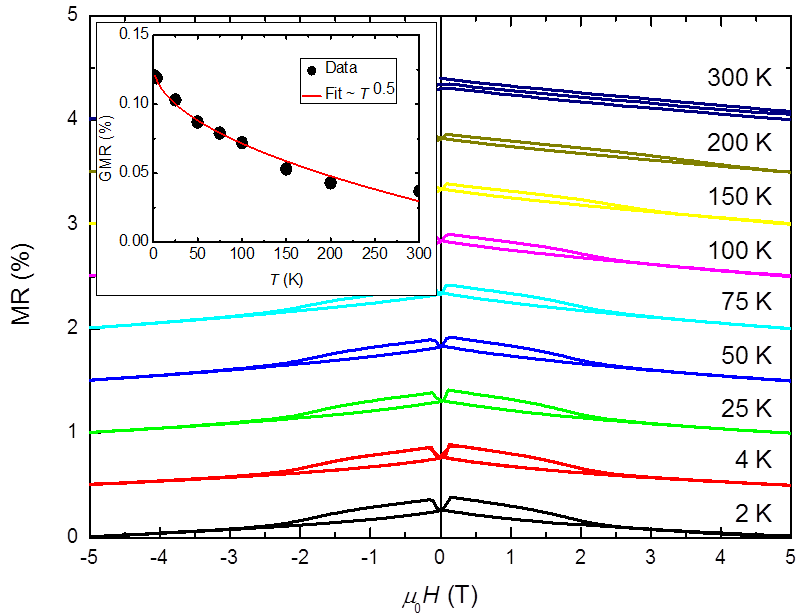 5
4
3
2
1
0
MR (%)
-5 -4 -3 -2 -1 0 1 2 3 4 5
μ0H (T)
300 K
200 K
150 K
100 K
75 K
50 K
25 K
4 K
2 K
0.15
0.10
0.05
0.00
GMR (%)
0 50 100 150 200 250 300
T (K)
Data
Fit ~ T 0.5